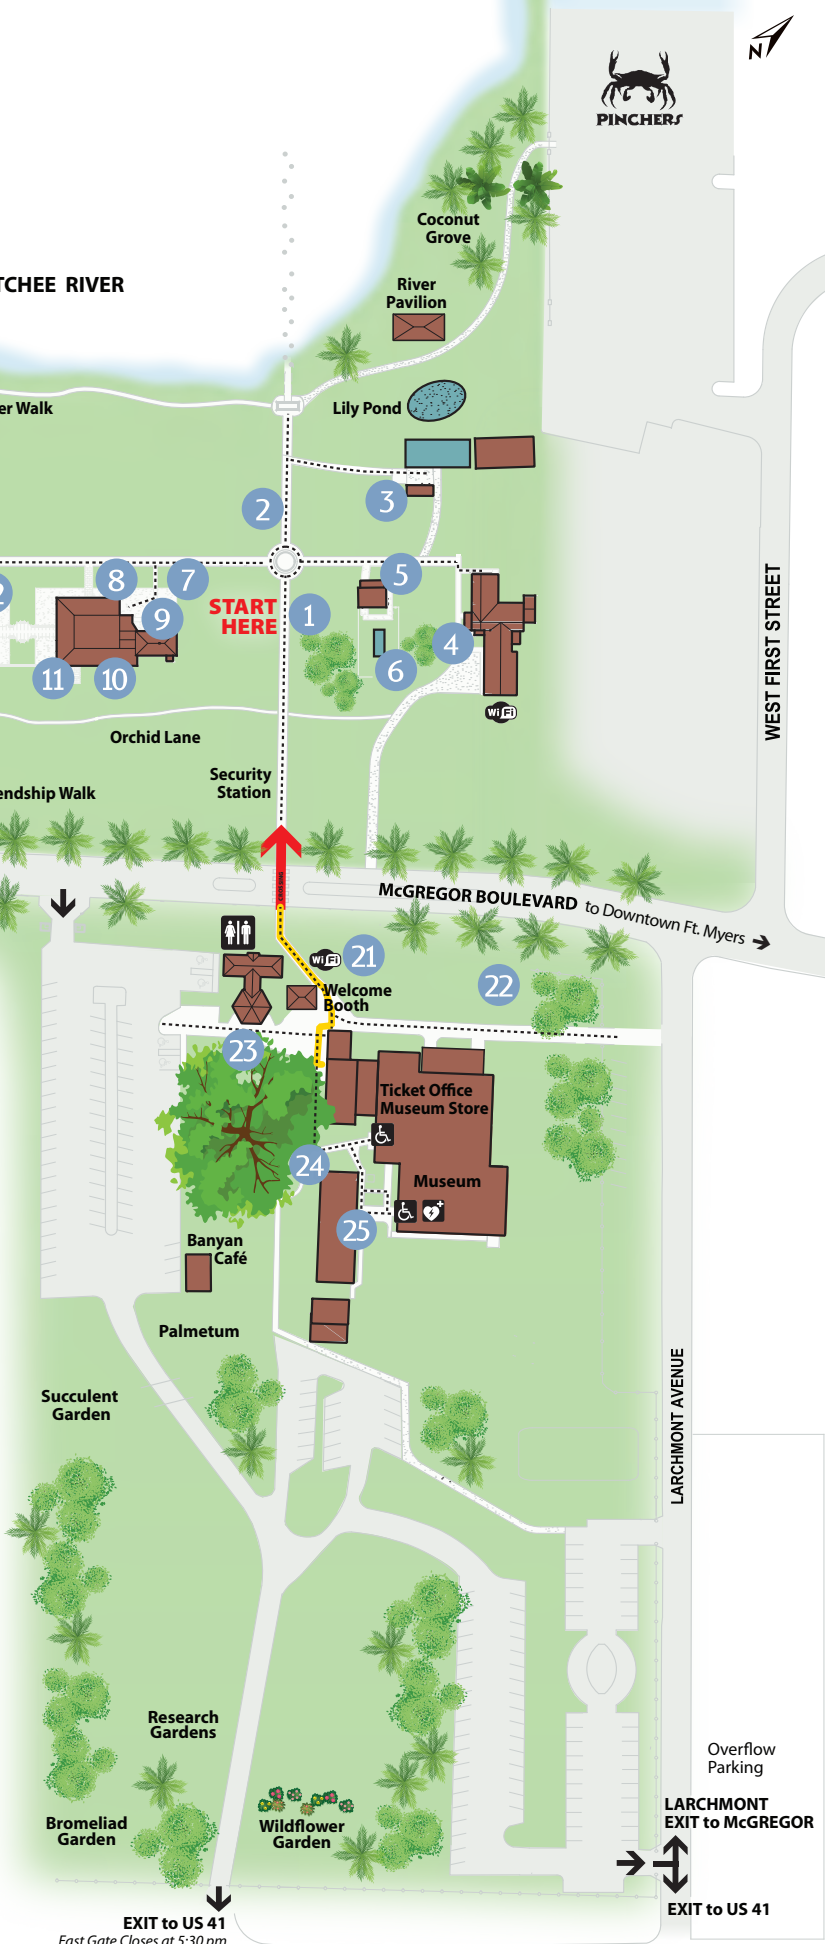 N
PINCHERS
Coconut
Grove
TCHEE RIVER
River
Pavilion
er Walk
Lily Pond
2
3
8
7
5
START
HERE
1
9
4
6
11
10
WiFi
Orchid Lane
Security
Station
endship Walk
McGREGOR BOULEVARD to Downtown Ft. Myers
WEST FIRST STREET
WiFi
21
22
Welcome
Booth
23
Ticket Office
Museum Store
24
Museum
25
Banyan
Café
Palmetum
Succulent
Garden
LARCHMONT AVENUE
Research
Gardens
Overflow
Parking
Bromeliad
Garden
Wildflower
Garden
LARCHMONT
EXIT to McGREGOR
EXIT to US 41
EXIT to US 41
East Gate Closes at 5:30 pm